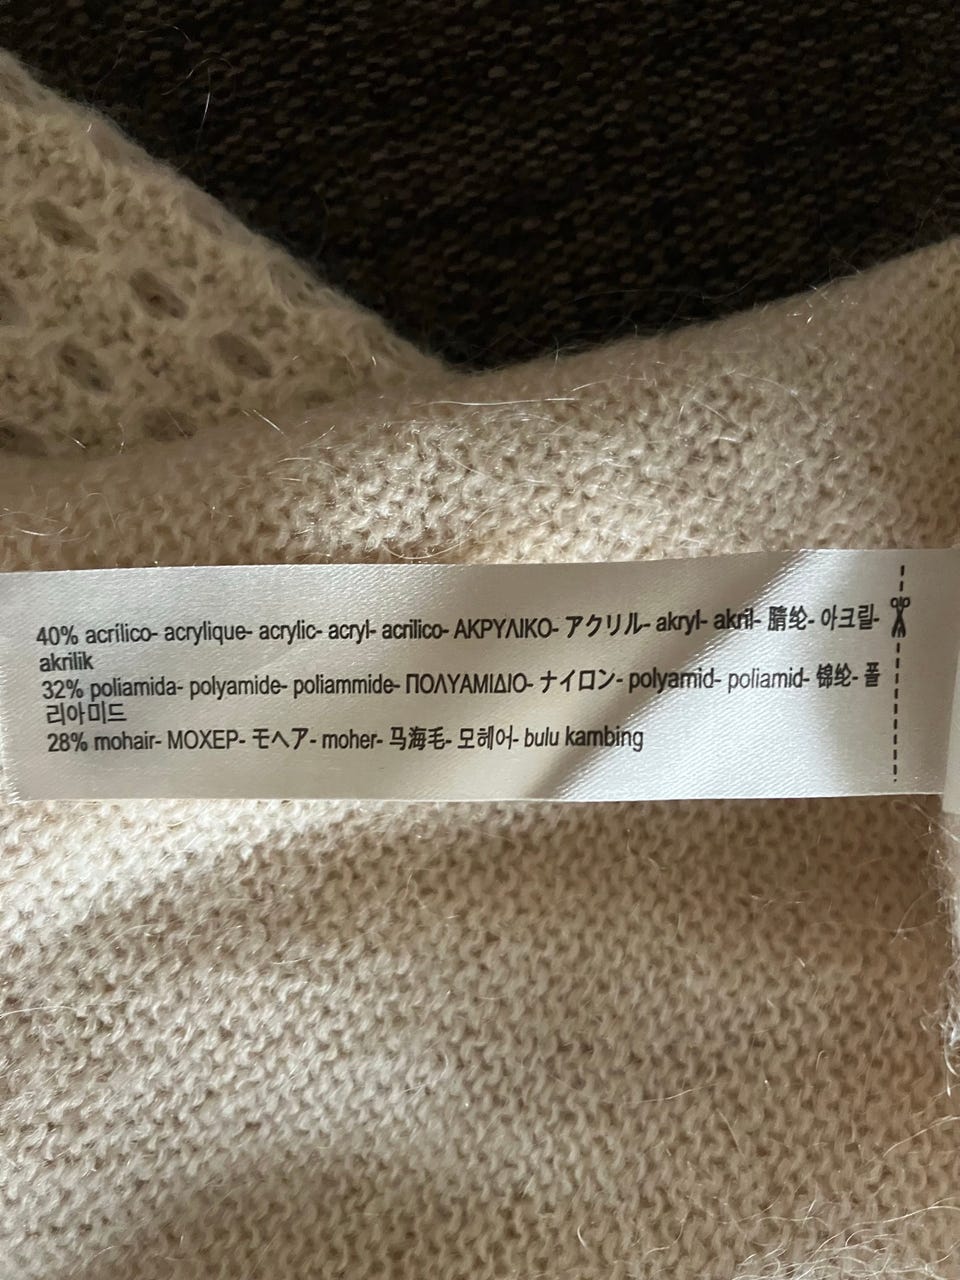 40% acrílico- acrylique- acrylic- acryl- acrilico- ΑΚΡΥΛΙΚΟ- アクリル- akryl- akril- 腈纶- 아크릴-
akrilik
32% poliamida- polyamide- poliammide- ΠΟΛΥΑΜΙΔΙΟ- ナイロン- polyamid- poliamid- 锦纶- 폴
리아미드
28% mohair- ΜΟΧΕΡ- モヘア- moher- 马海毛- 모헤어- bulu kambing